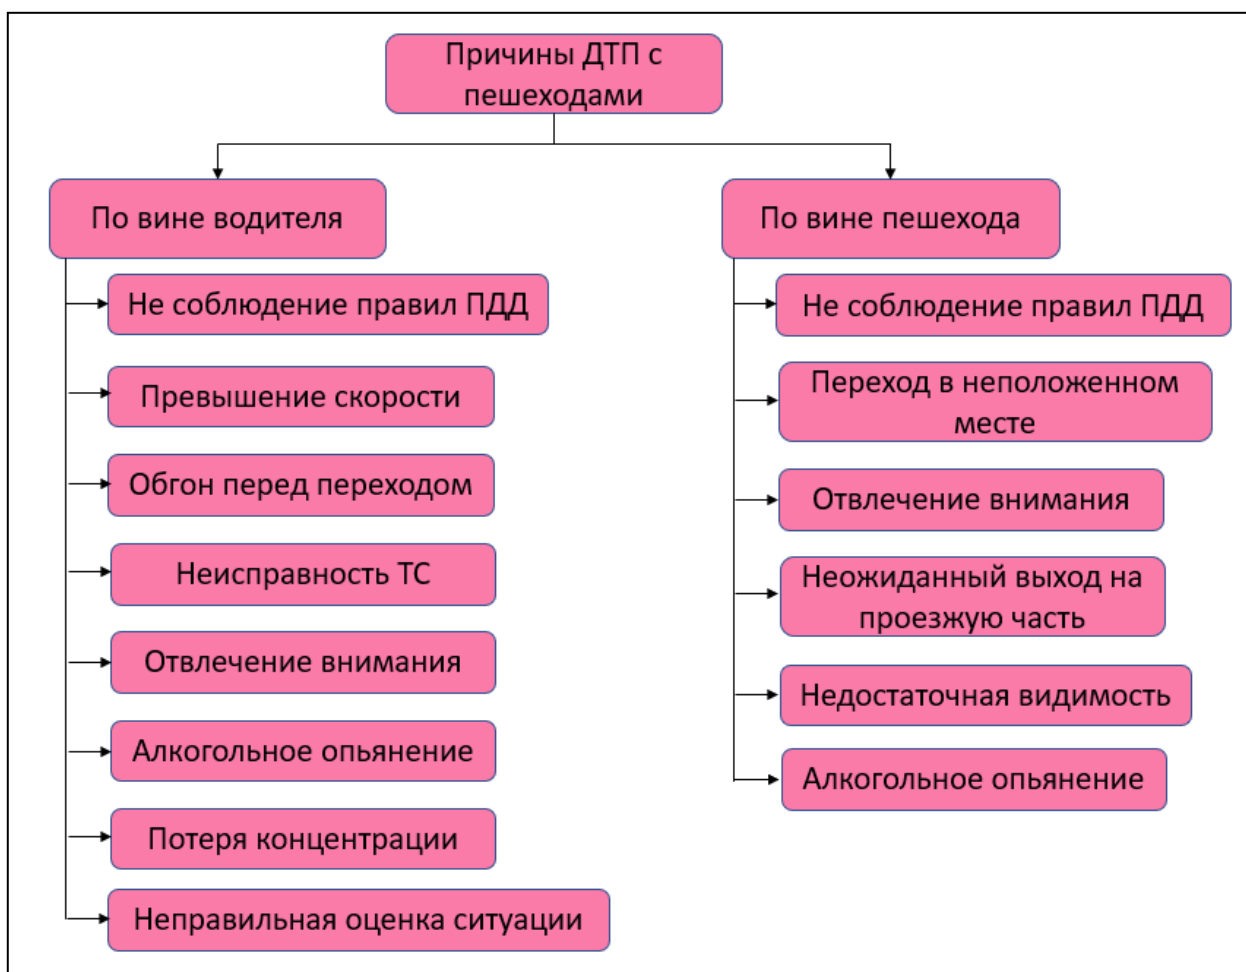 Причины ДТП с
пешеходами
По вине водителя
Не соблюдение правил ПДД
Превышение скорости
Обгон перед переходом
Неисправность ТС
Отвлечение внимания
Алкогольное опьянение
Потеря концентрации
Неправильная оценка ситуации
По вине пешехода
Не соблюдение правил ПДД
Переход в неположенном
месте
Отвлечение внимания
Неожиданный выход на
проезжую часть
Недостаточная видимость
Алкогольное опьянение